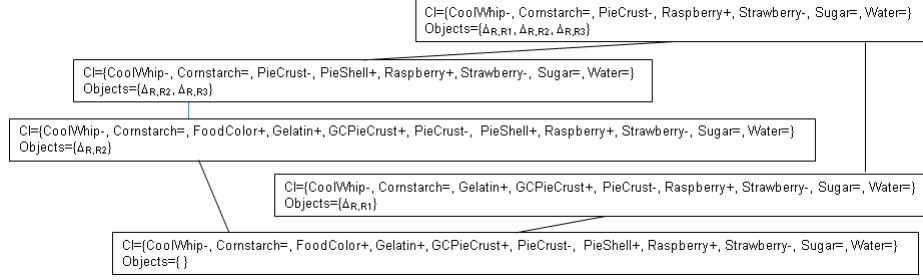 CI={CoolWhip-, Cornstarch=, PieCrust-, Raspberry+, Strawberry-, Sugar=, Water=}
Objects={ΔR,R1, ΔR,R2, ΔR,R3}
CI={CoolWhip-, Cornstarch=, PieCrust-, PieShell+, Raspberry+, Strawberry-, Sugar=, Water=}
Objects={ΔR,R2, ΔR,R3}
CI={CoolWhip-, Cornstarch=, FoodColor+, Gelatin+, GCPieCrust+, PieCrust-, PieShell+, Raspberry+, Strawberry-, Sugar=, Water=}
Objects={ΔR,R2}
CI={CoolWhip-, Cornstarch=, Gelatin+, GCPieCrust+, PieCrust-, Raspberry+, Strawberry-, Sugar=, Water=}
Objects={ΔR,R1}
CI={CoolWhip-, Cornstarch=, FoodColor+, Gelatin+, GCPieCrust+, PieCrust-, PieShell+, Raspberry+, Strawberry-, Sugar=, Water=}
Objects={ }